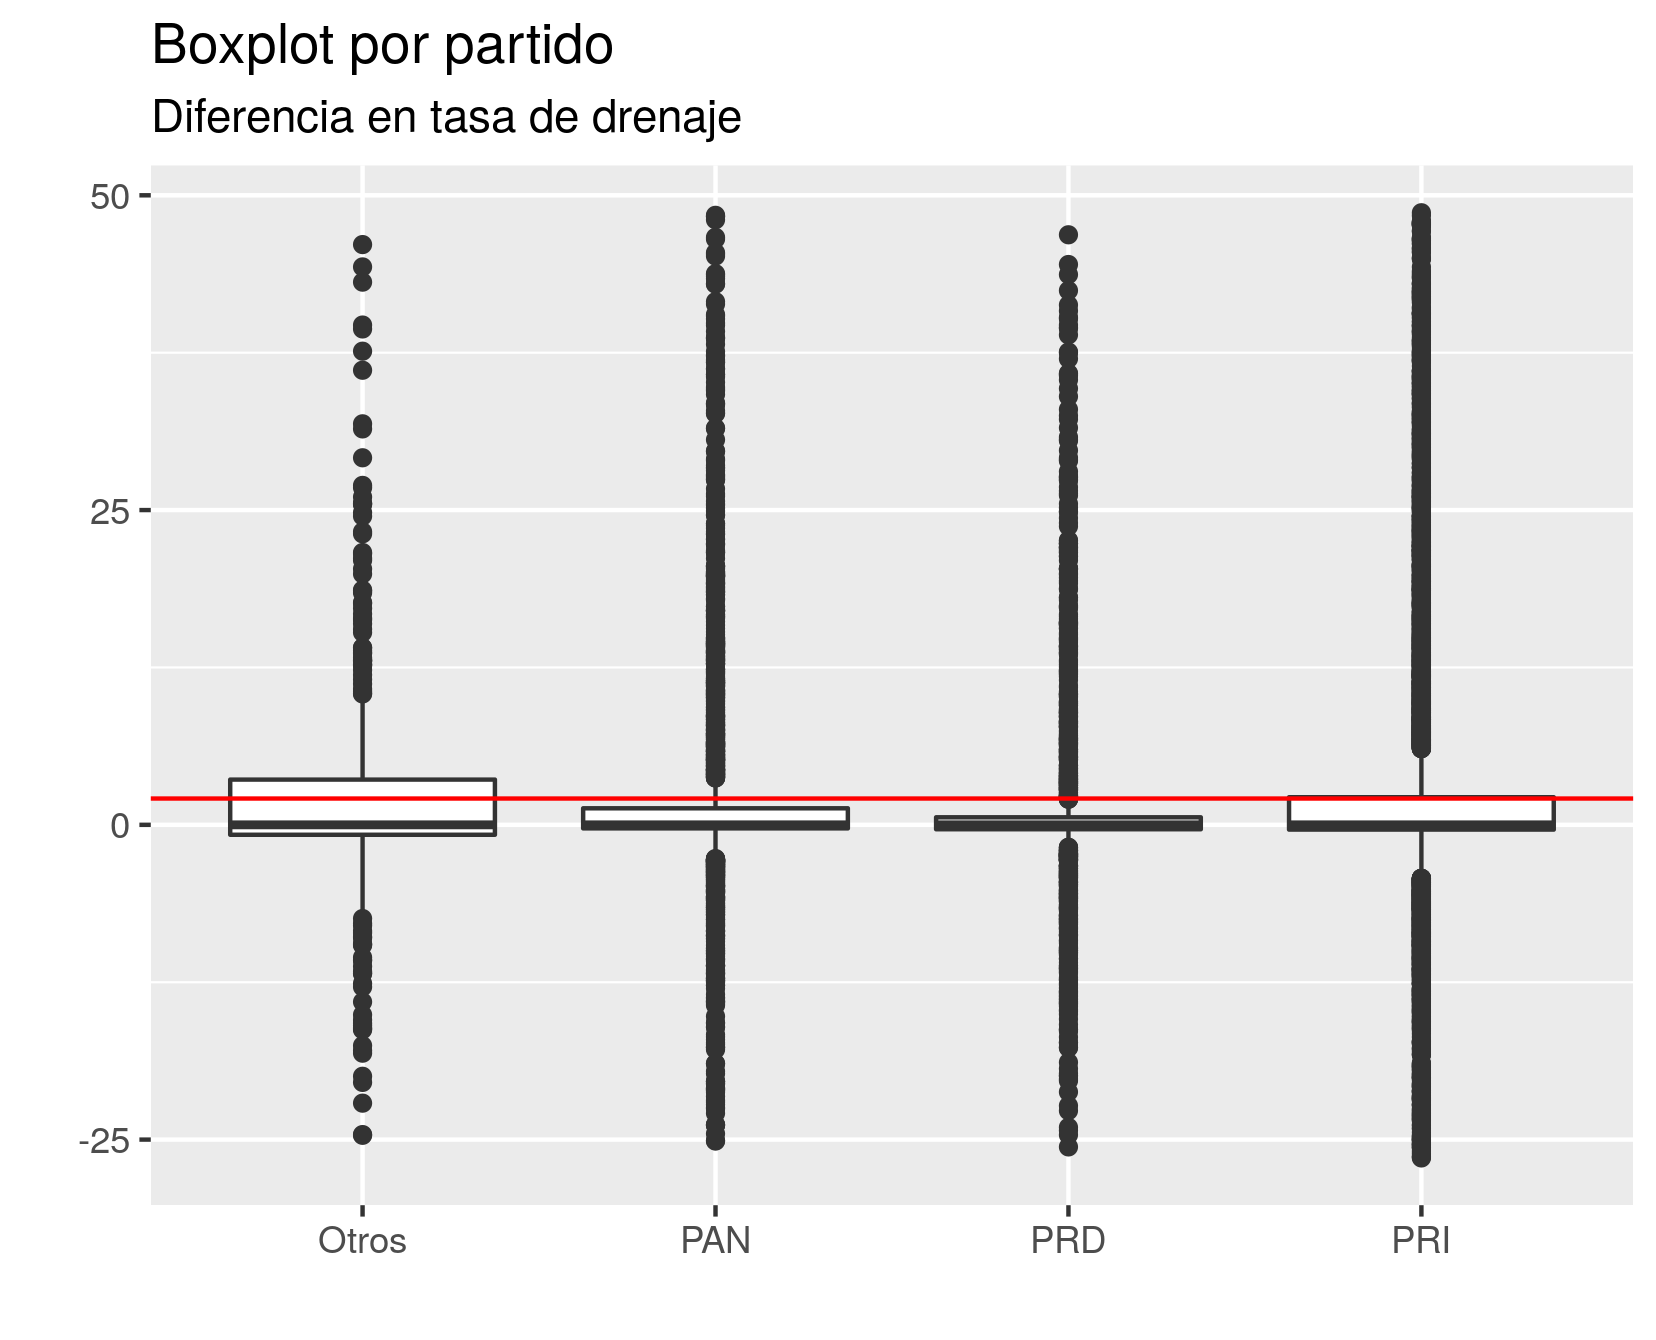 Boxplot por partido
Diferencia en tasa de drenaje
50
25
0
-25
Otros PAN PRD PRI